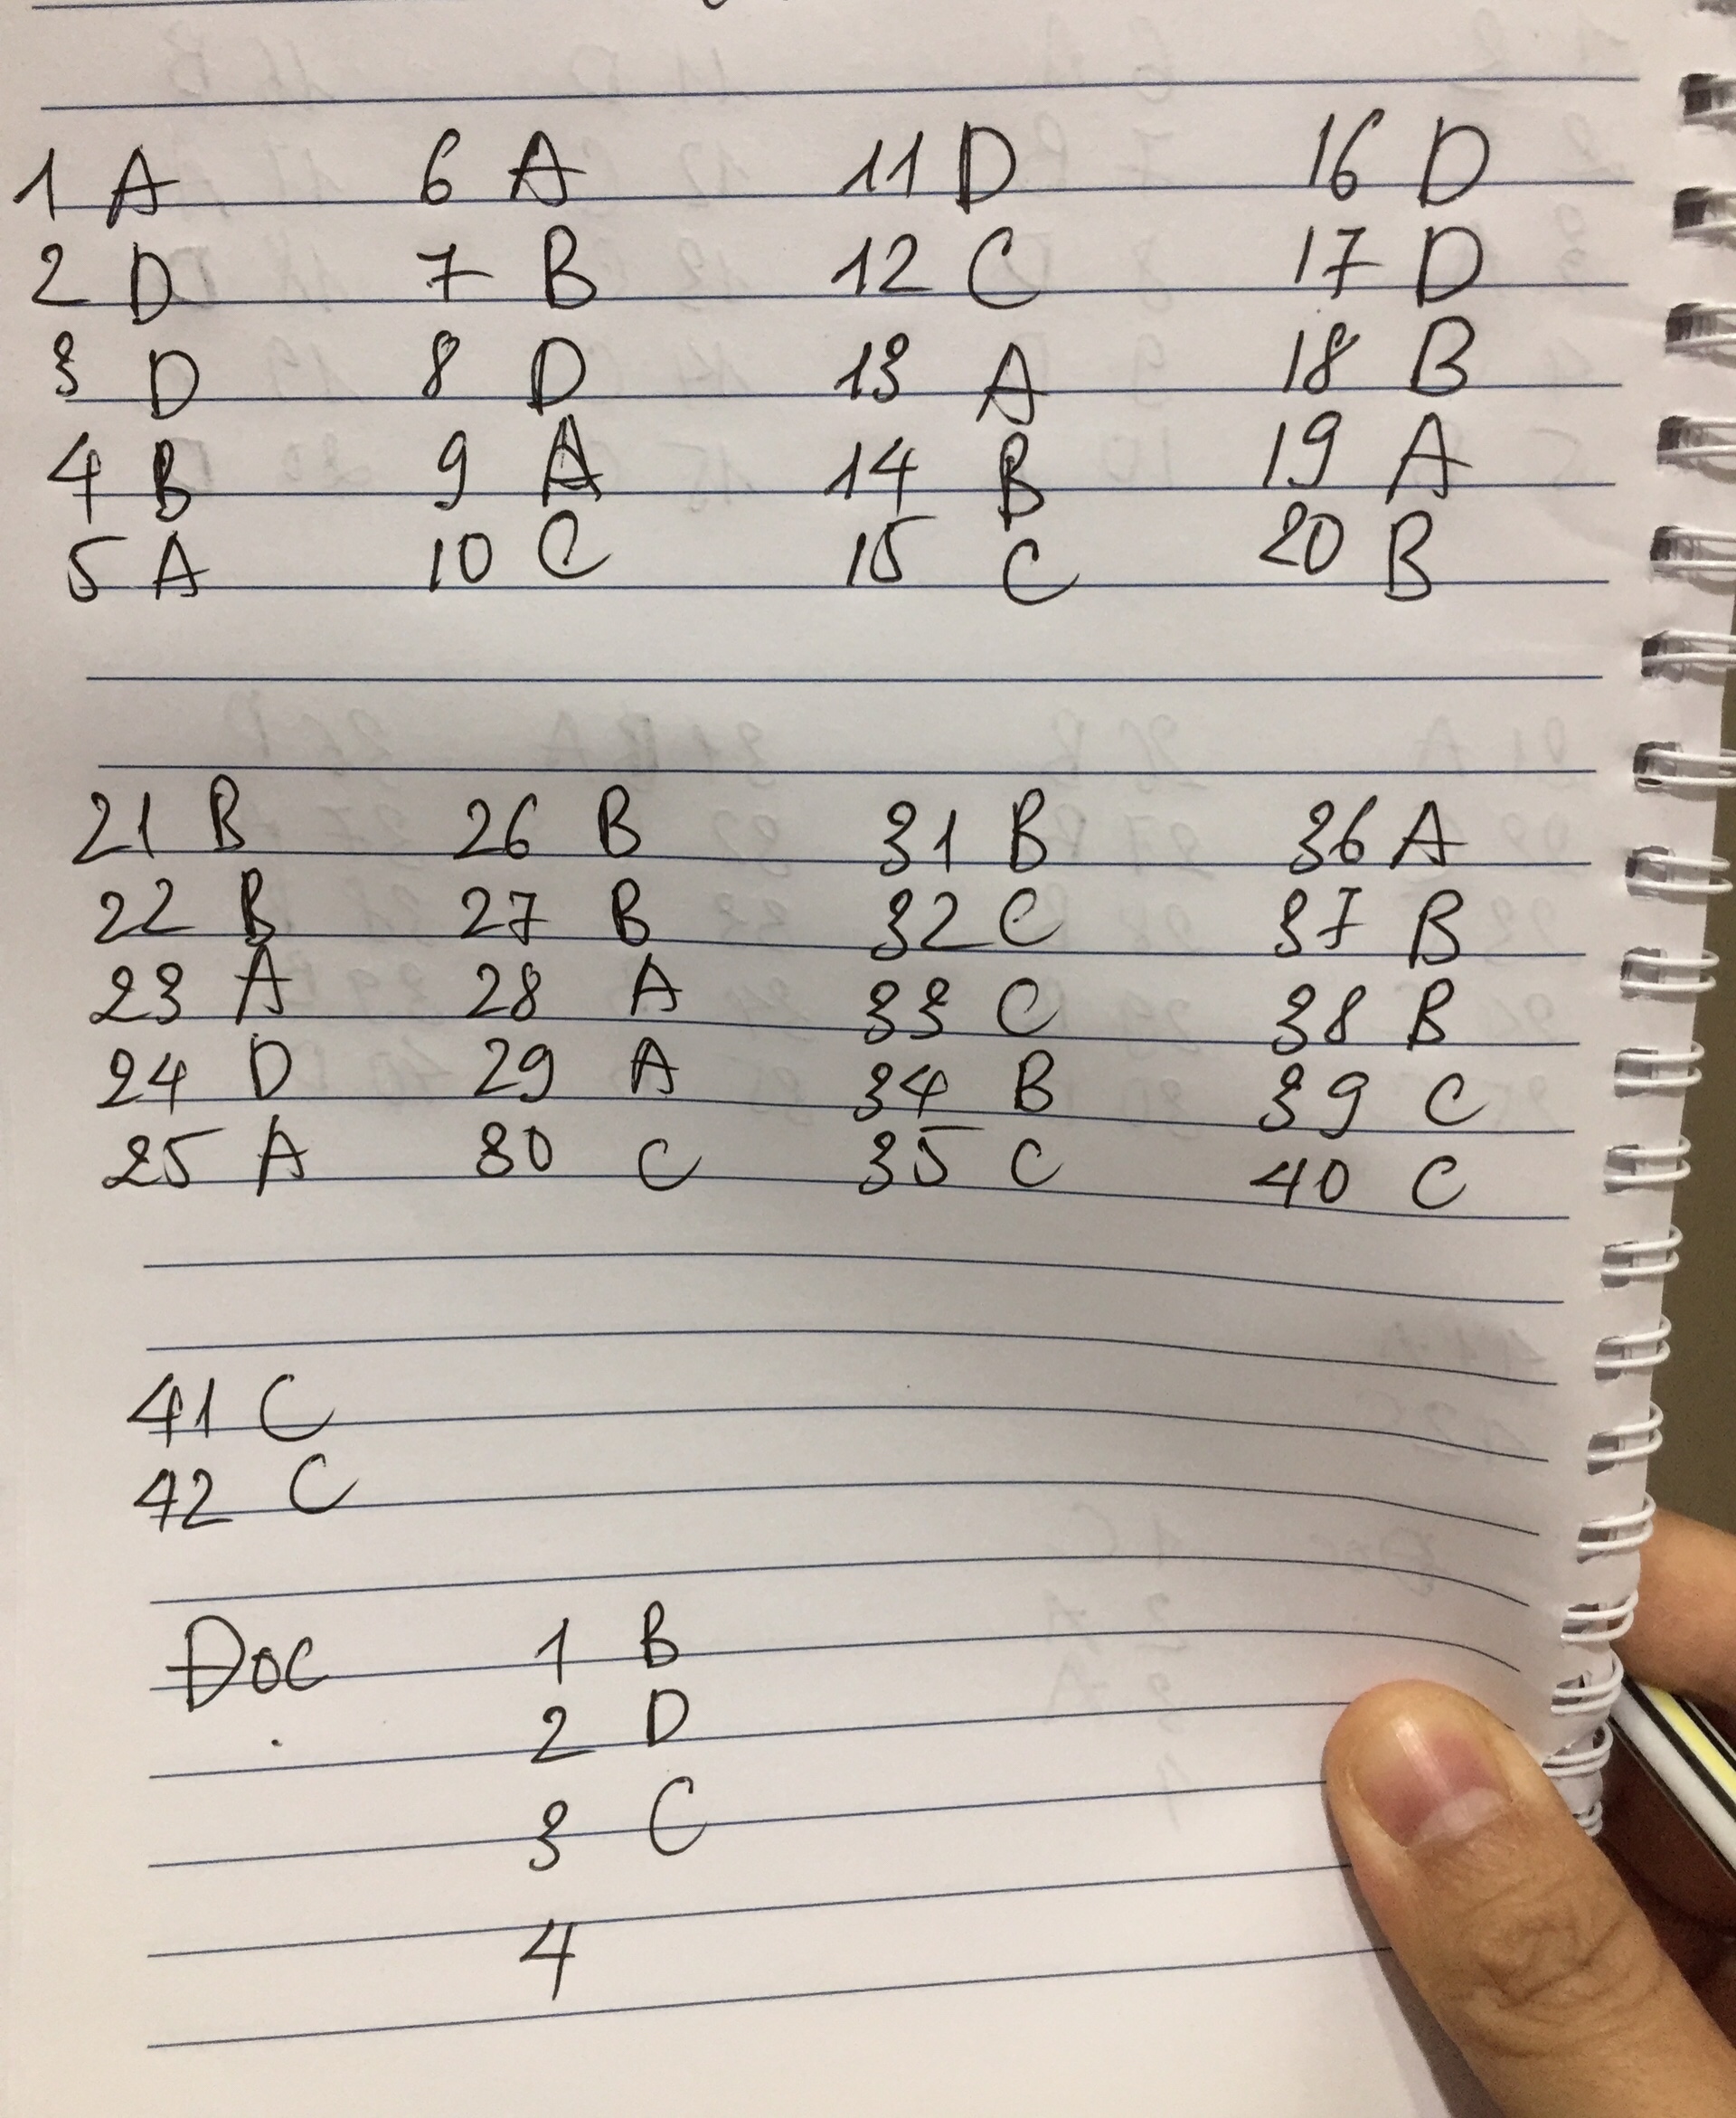 1 A 6 A 11 D 16 D
2 D 7 B 12 C 17 D
3 D 8 D 13 A 18 B
4 B 9 A 14 B 19 A
5 A 10 C 15 C 20 B
21 B 26 B 31 B 36 A
22 B 27 B 32 C 37 B
23 A 28 A 33 C 38 B
24 D 29 A 34 B 39 C
25 A 30 C 35 C 40 C
41 C
42 C
Đọc 1 B
2 D
3 C
4